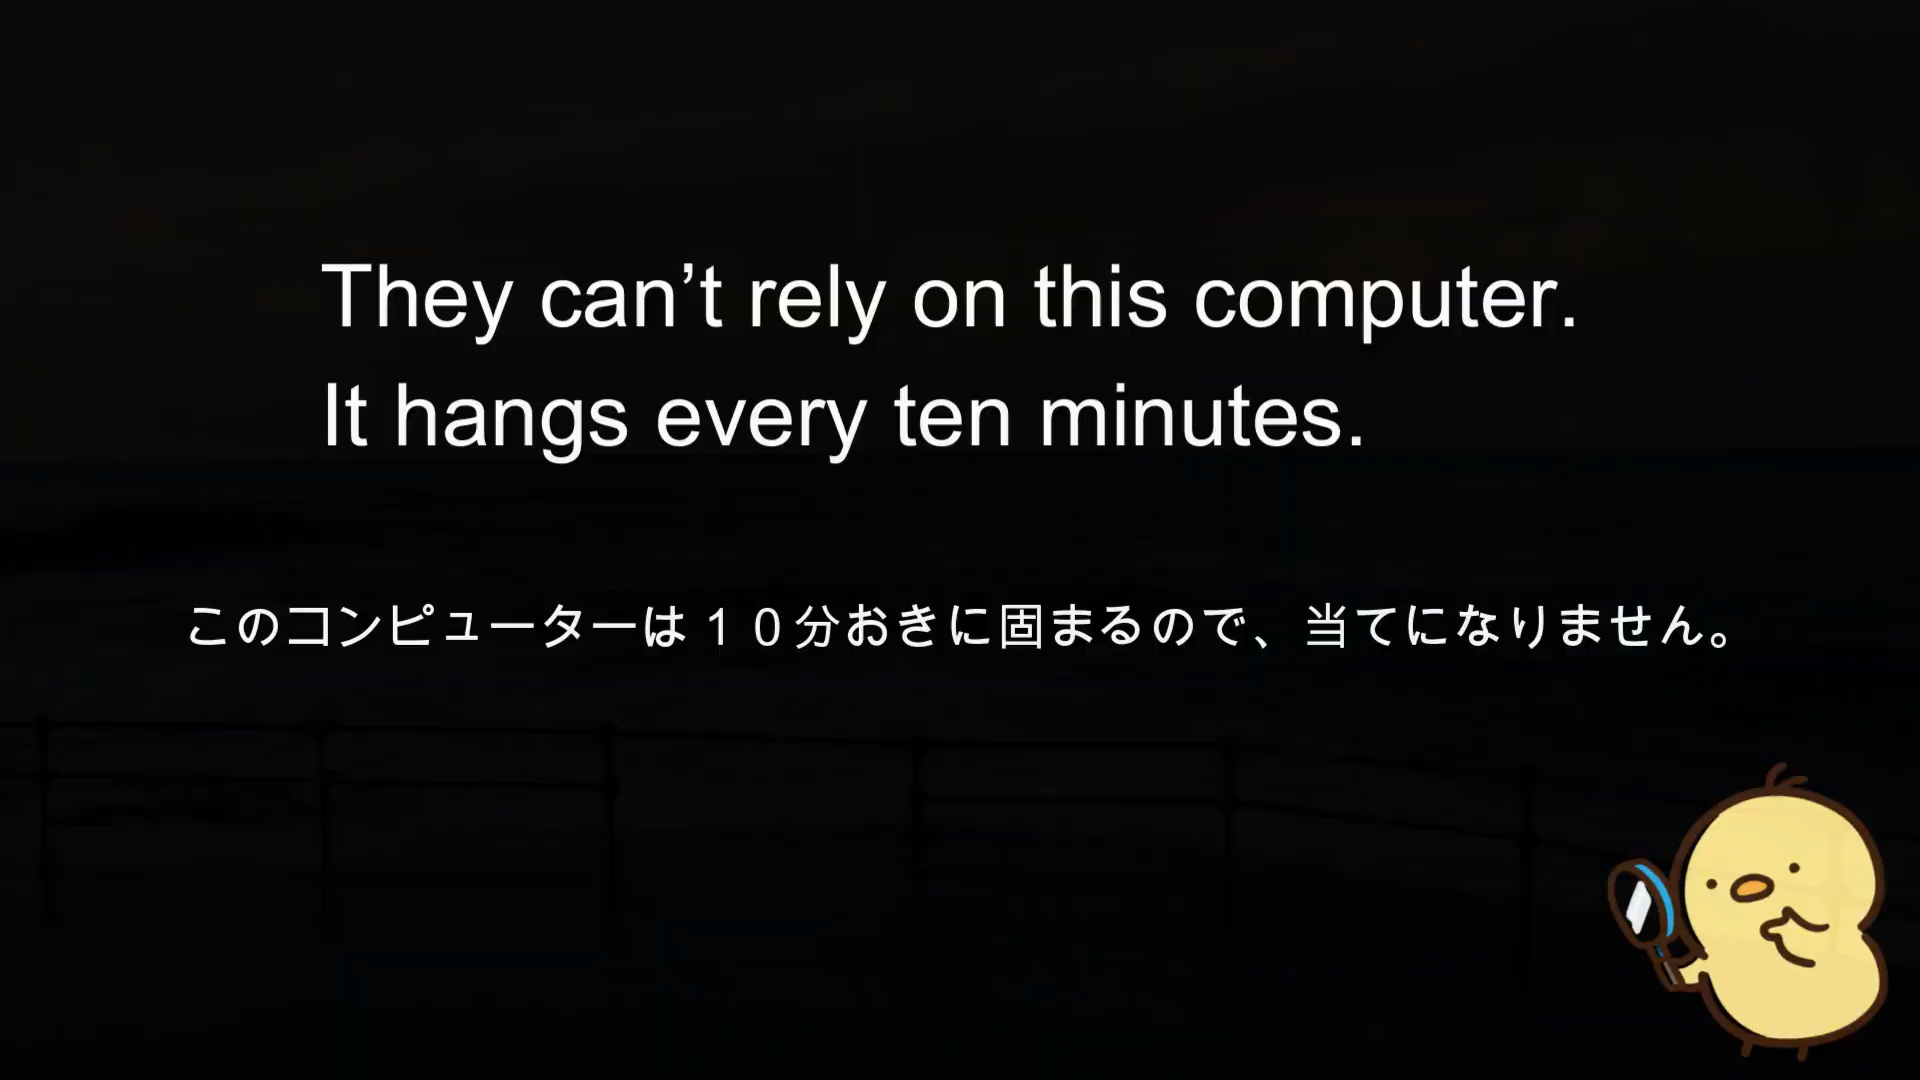 They can’t rely on this computer.
It hangs every ten minutes.
このコンピューターは１０分おきに固まるので、当てになりません。